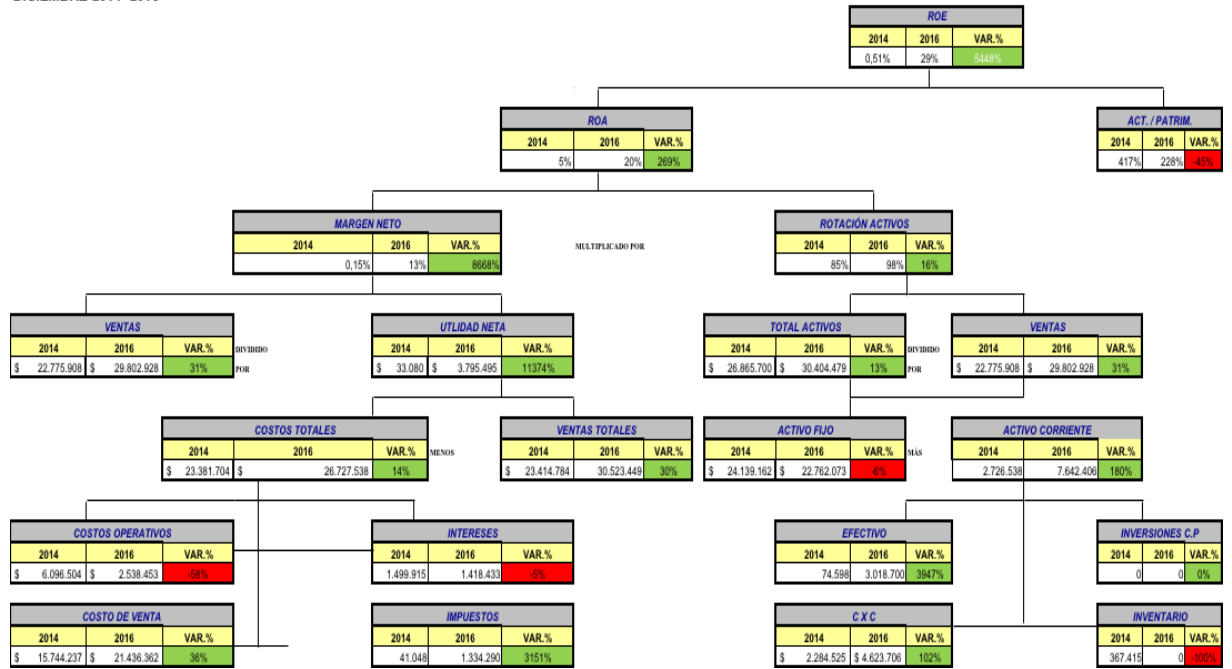 ROE
2014 2016 VAR.%
0,51% 29% 5448%
ROA
2014 2016 VAR.%
5% 20% 269%
ACT. / PATRIM.
2014 2016 VAR.%
417% 228% -45%
MARGEN NETO
2014 2016 VAR.%
0,15% 13% 8668%
MULTIPLICADO POR
ROTACIÓN ACTIVOS
2014 2016 VAR.%
85% 98% 16%
VENTAS
2014 2016 VAR.%
$ 22.775.908 $ 29.802.928 31%
DIVIDIDO
POR
UTLIDAD NETA
2014 2016 VAR.%
$ 33.080 $ 3.795.495 11374%
TOTAL ACTIVOS
2014 2016 VAR.%
$ 26.865.700 $ 30.404.479 13%
DIVIDIDO
POR
VENTAS
2014 2016 VAR.%
$ 22.775.908 $ 29.802.928 31%
COSTOS TOTALES
2014 2016 VAR.%
$ 23.381.704 $ 26.727.538 14%
MENOS
VENTAS TOTALES
2014 2016 VAR.%
$ 23.414.784 30.523.449 30%
ACTIVO FIJO
2014 2016 VAR.%
$ 24.139.162 $ 22.762.073 -6%
MÁS
ACTIVO CORRIENTE
2014 2016 VAR.%
2.726.538 7.642.406 180%
COSTOS OPERATIVOS
2014 2016 VAR.%
$ 6.096.504 $ 2.538.453 -58%
INTERESES
2014 2016 VAR.%
1.499.915 1.418.433 -5%
EFECTIVO
2014 2016 VAR.%
74.598 3.018.700 3947%
INVERSIONES C.P
2014 2016 VAR.%
0 0 0%
COSTO DE VENTA
2014 2016 VAR.%
$ 15.744.237 $ 21.436.362 36%
IMPUESTOS
2014 2016 VAR.%
41.048 1.334.290 3151%
C X C
2014 2016 VAR.%
$ 2.284.525 $ 4.623.706 102%
INVENTARIO
2014 2016 VAR.%
367.415 0 -100%